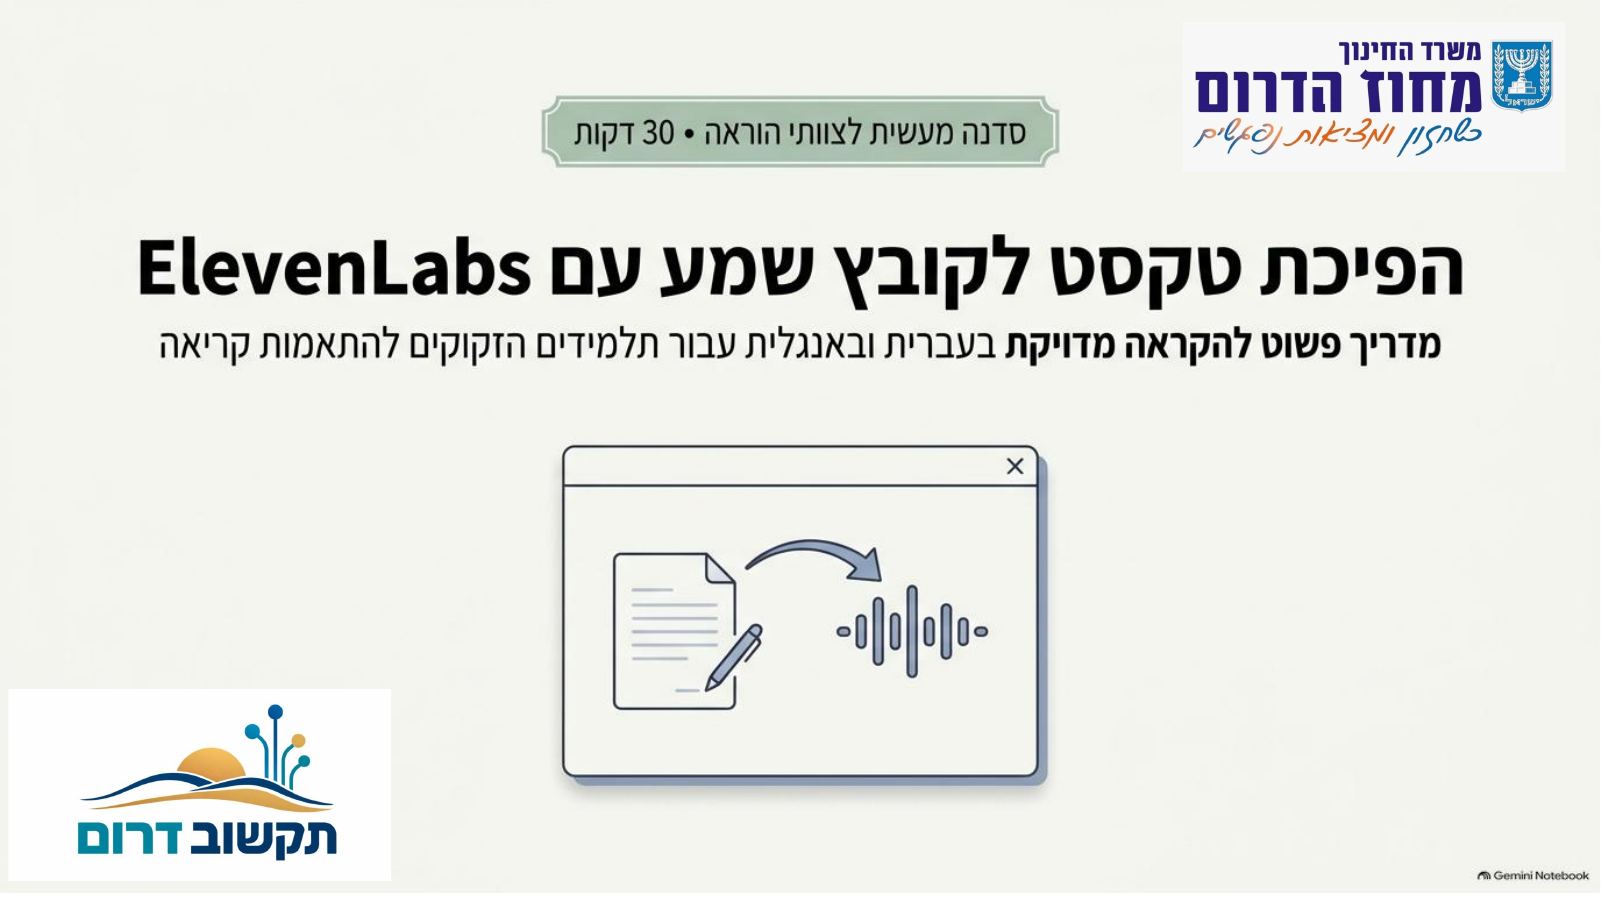 משרד החינוך
מחוז הדרום
כשחזון ומציאות נפגשים
סדנה מעשית לצוותי הוראה • 30 דקות
הפיכת טקסט לקובץ שמע עם ElevenLabs
מדריך פשוט להקראה מדויקת בעברית ובאנגלית עבור תלמידים הזקוקים להתאמות קריאה
תקשוב דרום
Gemini Notebook